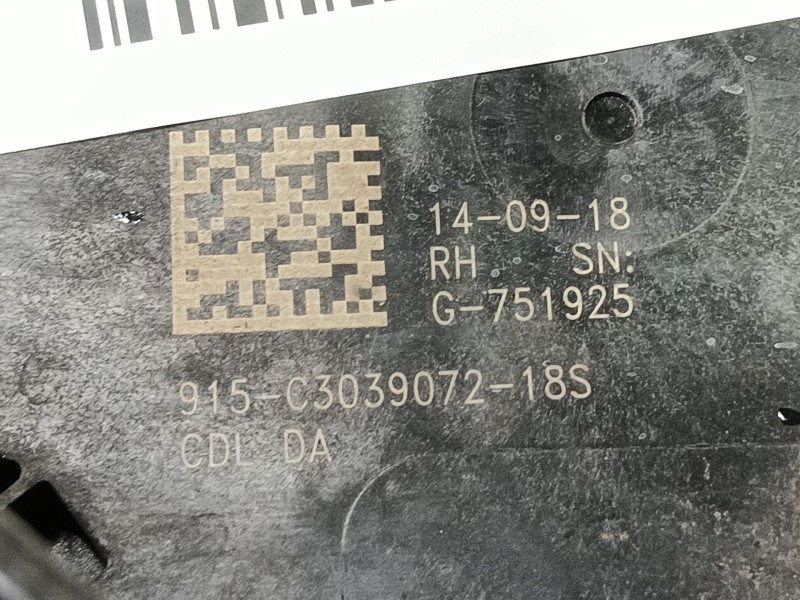 14-09-18
RH SN:
G-751925
915-C3039072-18S
CDL DA